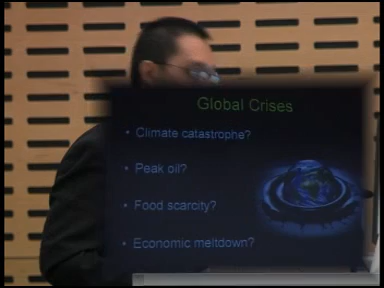 Global Crises
• Climate catastrophe?
• Peak oil?
• Food scarcity?
• Economic meltdown?